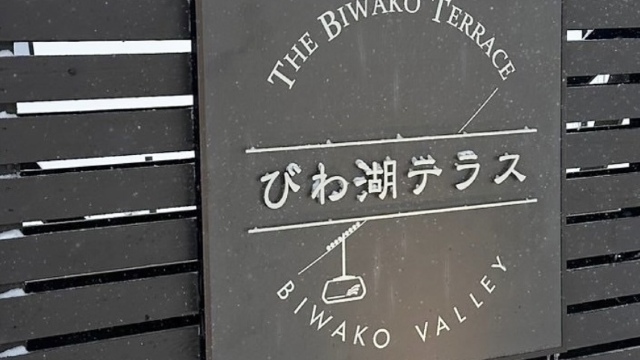 THE BIWAKO TERRACE
びわ湖テラス
BIWAKO VALLEY